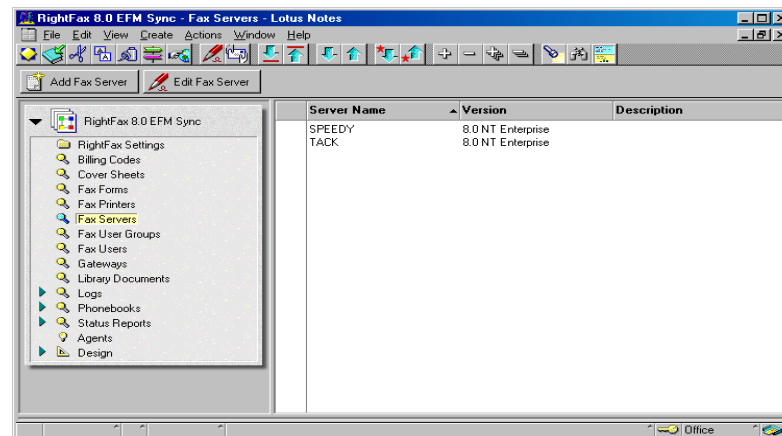 RightFax 8.0 EFM Sync - Fax Servers - Lotus Notes
File Edit View Create Actions Window Help
Add Fax Server Edit Fax Server
RightFax 8.0 EFM Sync
RightFax Settings
Billing Codes
Cover Sheets
Fax Forms
Fax Printers
Fax Servers
Fax User Groups
Fax Users
Gateways
Library Documents
Logs
Phonebooks
Status Reports
Agents
Design
Server Name Version Description
SPEEDY 8.0 NT Enterprise
TACK 8.0 NT Enterprise
Office